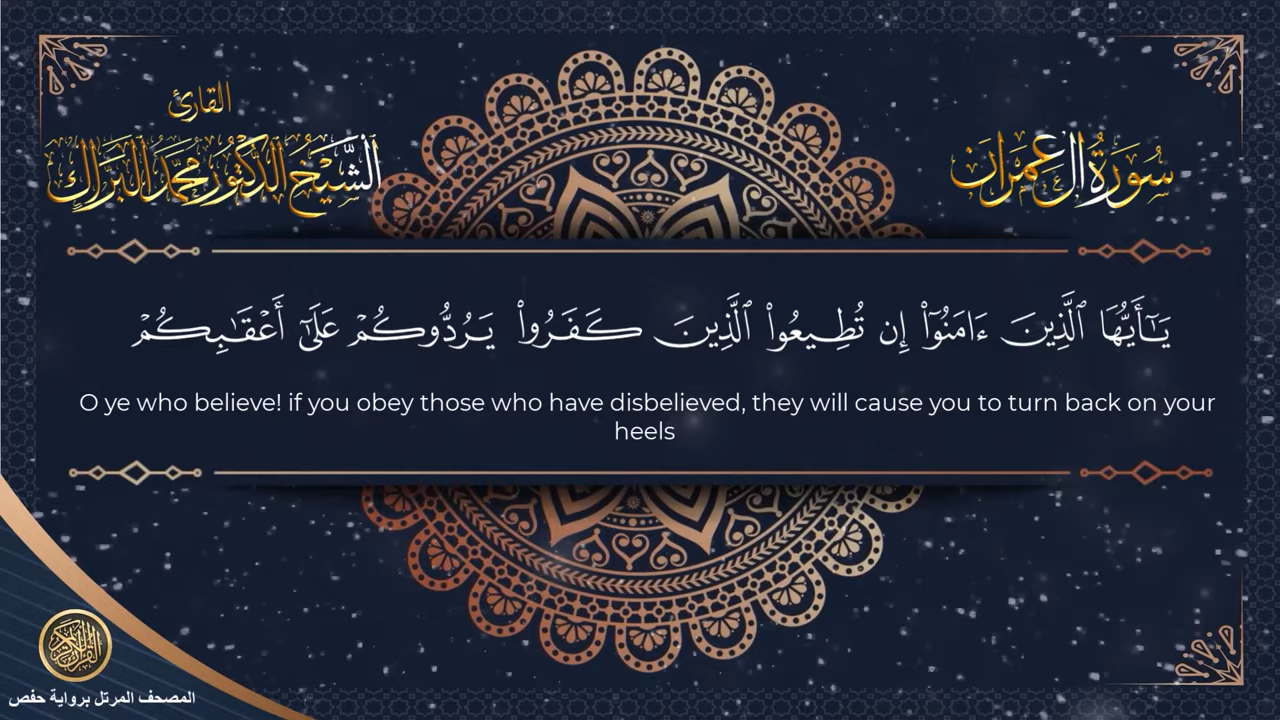 القارئ
الشيخ الدكتور محمد البراك
سورة آل عمران
يَـٰٓأَيُّهَا ٱلَّذِينَ ءَامَنُوٓا۟ إِن تُطِيعُوا۟ ٱلَّذِينَ كَفَرُوا۟ يَرُدُّوكُمْ عَلَىٰٓ أَعْقَـٰبِكُمْ
O ye who believe! if you obey those who have disbelieved, they will cause you to turn back on your
heels
القرآن الكريم
المصحف المرتل برواية حفص